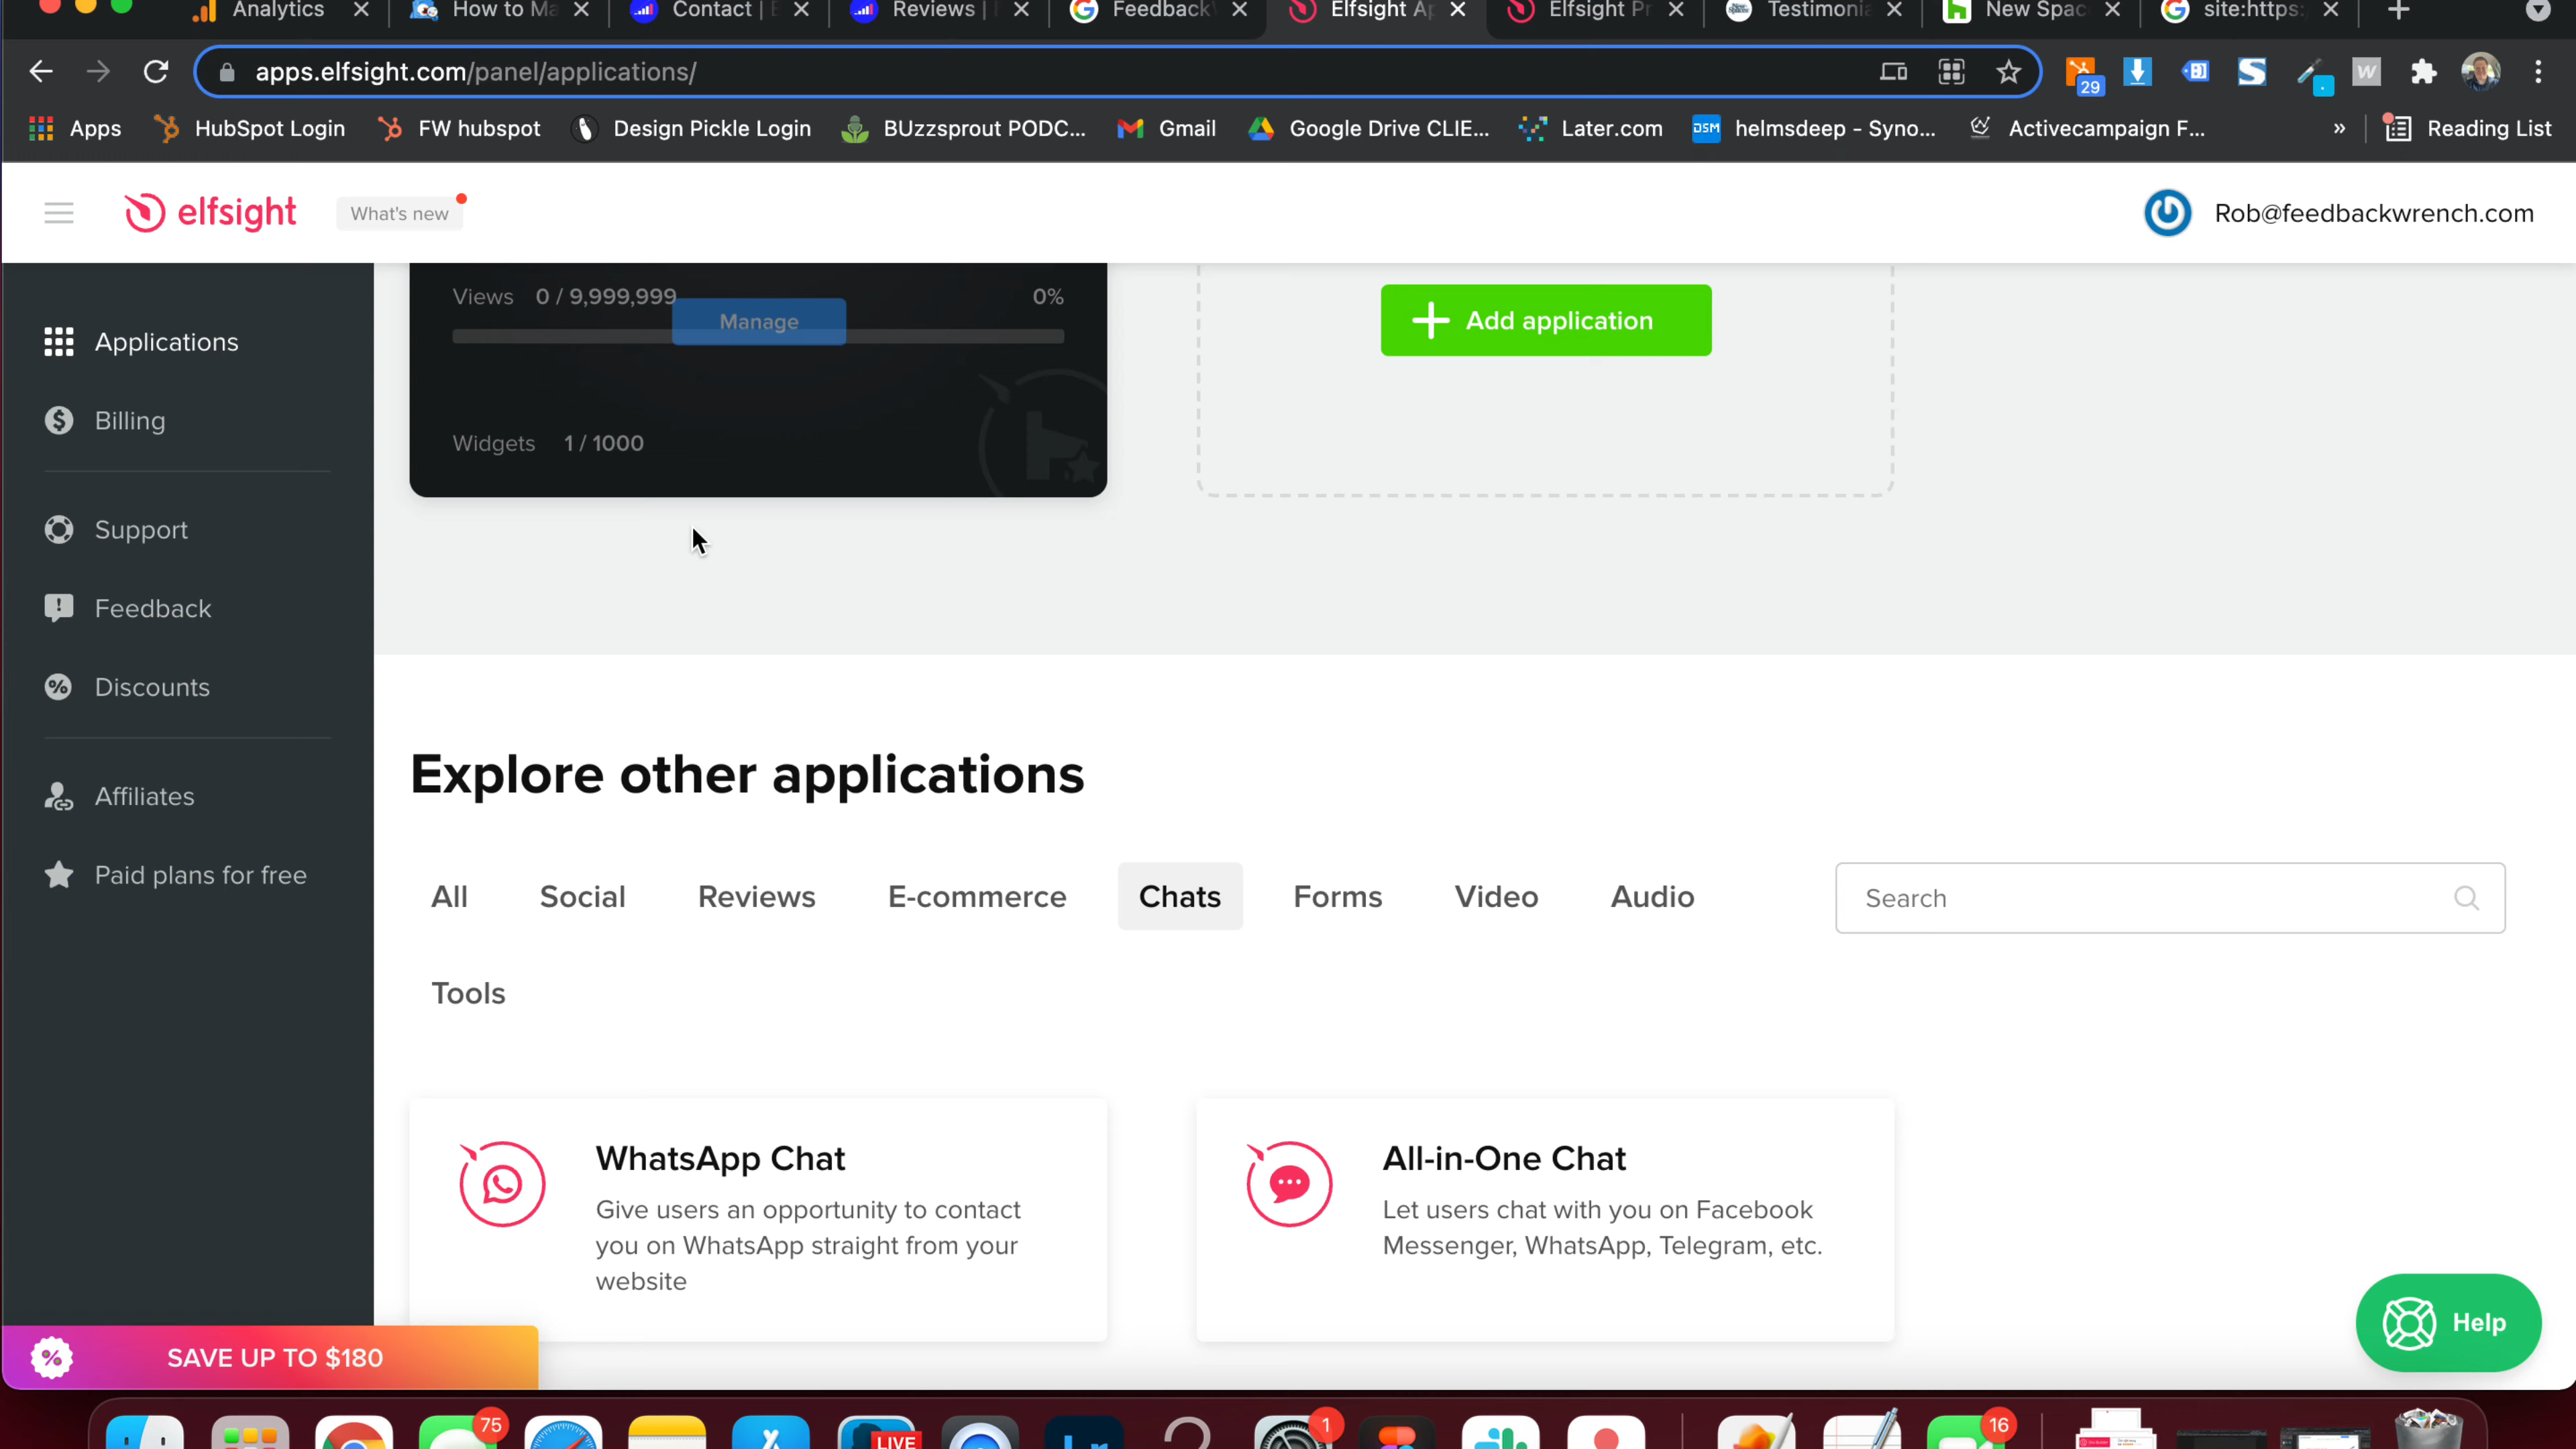 Analytics
How to Ma
Contact |
Reviews |
Feedback
Elfsight Ap
Elfsight Pr
Testimonia
New Spac
site:https:
apps.elfsight.com/panel/applications/
29
Apps
HubSpot Login
FW hubspot
Design Pickle Login
BUzzsprout PODC...
Gmail
Google Drive CLIE...
Later.com
DSM
helmsdeep - Syno...
Activecampaign F...
»
Reading List
elfsight
What's new
Rob@feedbackwrench.com
Applications
Billing
Support
Feedback
Discounts
Affiliates
Paid plans for free
Views 0 / 9,999,999 0%
Manage
Widgets 1 / 1000
Add application
Explore other applications
All Social Reviews E-commerce Chats Forms Video Audio
Search
Tools
WhatsApp Chat
Give users an opportunity to contact
you on WhatsApp straight from your
website
All-in-One Chat
Let users chat with you on Facebook
Messenger, WhatsApp, Telegram, etc.
Help
% SAVE UP TO $180
75
LIVE
1
16